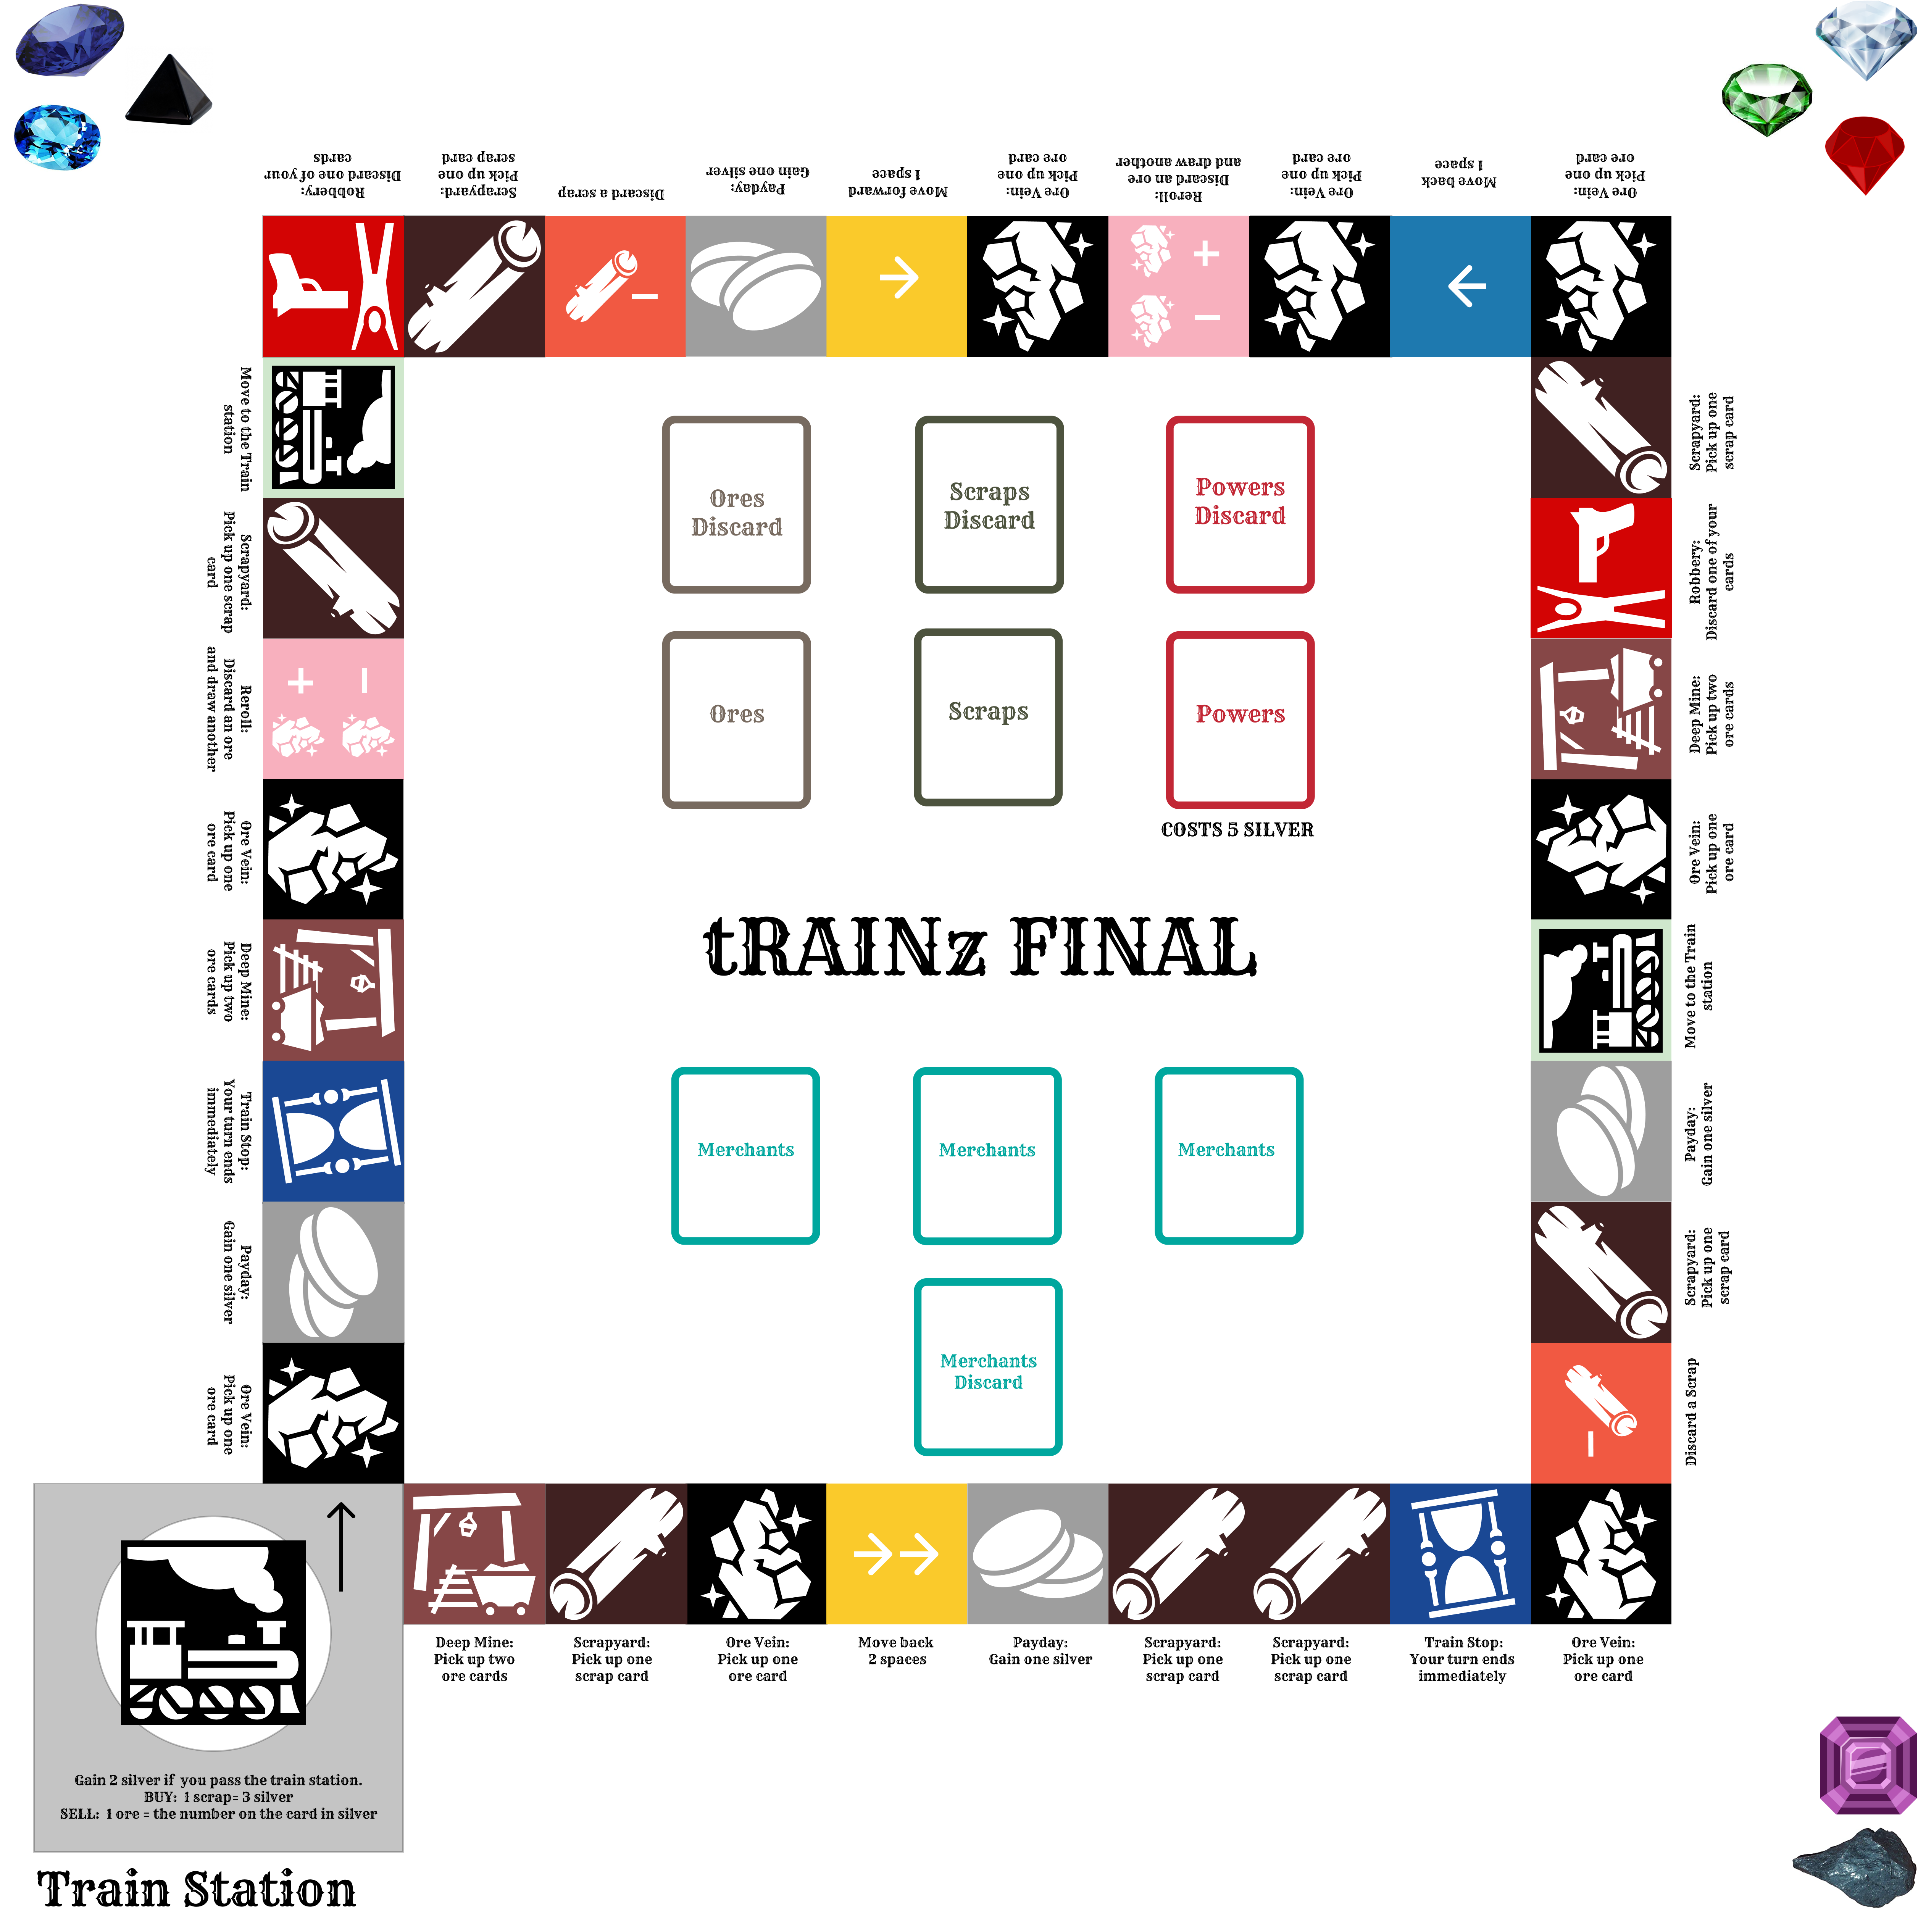 Robbery:
Discard one of your
cards
Scrapyard:
Pick up one
scrap card
Discard a scrap
Payday:
Gain one silver
Move forward
1 space
Ore Vein:
Pick up one
ore card
Reroll:
Discard an ore
and draw another
Ore Vein:
Pick up one
ore card
Move back
1 space
Ore Vein:
Pick up one
ore card
Move to the Train
station
Scrapyard:
Pick up one scrap
card
Reroll:
Discard an ore
and draw another
Ore Vein:
Pick up one
ore card
Deep Mine:
Pick up two
ore cards
Train Stop:
Your turn ends
immediately
Payday:
Gain one silver
Ore Vein:
Pick up one
ore card
Ores
Discard
Scraps
Discard
Powers
Discard
Ores
Scraps
Powers
COSTS 5 SILVER
tRAINz FINAL
Merchants
Merchants
Merchants
Merchants
Discard
Scrapyard:
Pick up one
scrap card
Robbery:
Discard one of your
cards
Deep Mine:
Pick up two
ore cards
Ore Vein:
Pick up one
ore card
Move to the Train
station
Payday:
Gain one silver
Scrapyard:
Pick up one
scrap card
Discard a Scrap
Deep Mine:
Pick up two
ore cards
Scrapyard:
Pick up one
scrap card
Ore Vein:
Pick up one
ore card
Move back
2 spaces
Payday:
Gain one silver
Scrapyard:
Pick up one
scrap card
Scrapyard:
Pick up one
scrap card
Train Stop:
Your turn ends
immediately
Ore Vein:
Pick up one
ore card
Gain 2 silver if you pass the train station.
BUY: 1 scrap= 3 silver
SELL: 1 ore = the number on the card in silver
Train Station